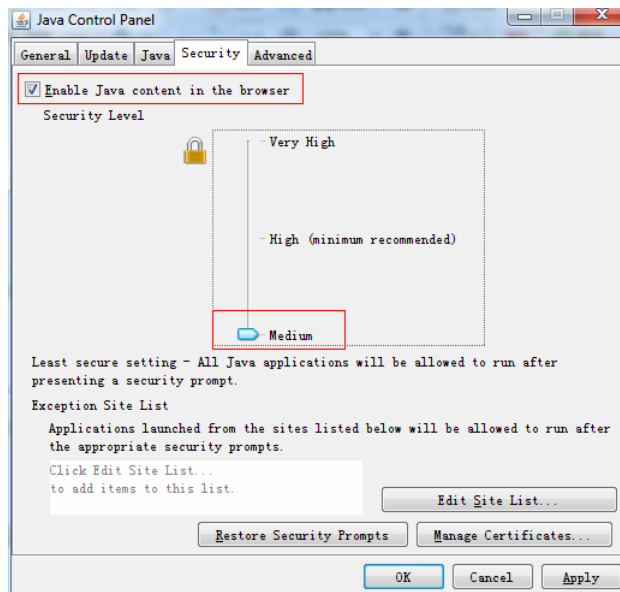 Java Control Panel
General Update Java Security Advanced
Enable Java content in the browser
Security Level
Very High
High (minimum recommended)
Medium
Least secure setting - All Java applications will be allowed to run after
presenting a security prompt.
Exception Site List
Applications launched from the sites listed below will be allowed to run after
the appropriate security prompts.
Click Edit Site List...
to add items to this list.
Edit Site List...
Restore Security Prompts Manage Certificates...
OK Cancel Apply